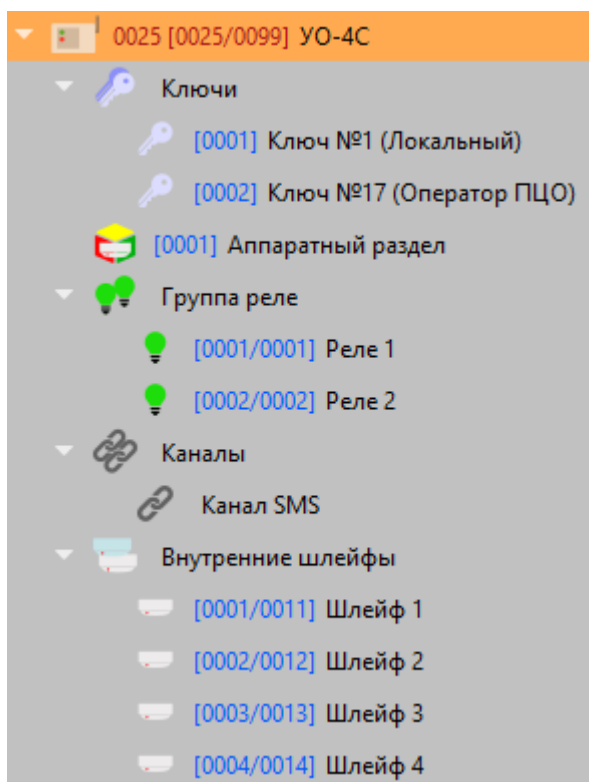 0025 [0025/0099] УО-4С
Ключи
[0001] Ключ №1 (Локальный)
[0002] Ключ №17 (Оператор ПЦО)
[0001] Аппаратный раздел
Группа реле
[0001/0001] Реле 1
[0002/0002] Реле 2
Каналы
Канал SMS
Внутренние шлейфы
[0001/0011] Шлейф 1
[0002/0012] Шлейф 2
[0003/0013] Шлейф 3
[0004/0014] Шлейф 4